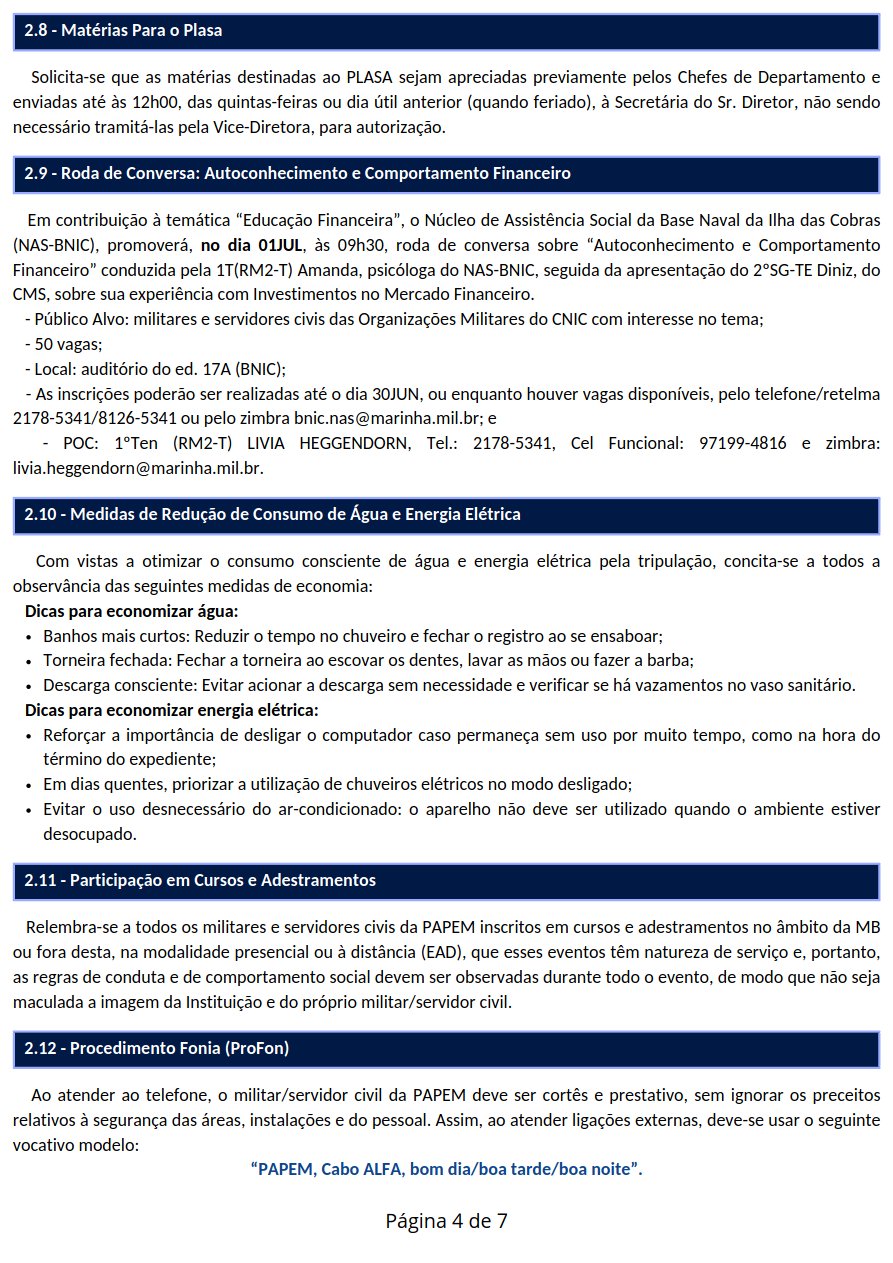 2.8 - Matérias Para o Plasa
Solicita-se que as matérias destinadas ao PLASA sejam apreciadas previamente pelos Chefes de Departamento e
enviadas até às 12h00, das quintas-feiras ou dia útil anterior (quando feriado), à Secretária do Sr. Diretor, não sendo
necessário tramitá-las pela Vice-Diretora, para autorização.
2.9 - Roda de Conversa: Autoconhecimento e Comportamento Financeiro
Em contribuição à temática “Educação Financeira”, o Núcleo de Assistência Social da Base Naval da Ilha das Cobras
(NAS-BNIC), promoverá, no dia 01JUL, às 09h30, roda de conversa sobre “Autoconhecimento e Comportamento
Financeiro” conduzida pela 1T(RM2-T) Amanda, psicóloga do NAS-BNIC, seguida da apresentação do 2ºSG-TE Diniz, do
CMS, sobre sua experiência com Investimentos no Mercado Financeiro.
- Público Alvo: militares e servidores civis das Organizações Militares do CNIC com interesse no tema;
- 50 vagas;
- Local: auditório do ed. 17A (BNIC);
- As inscrições poderão ser realizadas até o dia 30JUN, ou enquanto houver vagas disponíveis, pelo telefone/retelma
2178-5341/8126-5341 ou pelo zimbra bnic.nas@marinha.mil.br; e
- POC: 1ºTen (RM2-T) LIVIA HEGGENDORN, Tel.: 2178-5341, Cel Funcional: 97199-4816 e zimbra:
livia.heggendorn@marinha.mil.br.
2.10 - Medidas de Redução de Consumo de Água e Energia Elétrica
Com vistas a otimizar o consumo consciente de água e energia elétrica pela tripulação, concita-se a todos a
observância das seguintes medidas de economia:
Dicas para economizar água:
• Banhos mais curtos: Reduzir o tempo no chuveiro e fechar o registro ao se ensaboar;
• Torneira fechada: Fechar a torneira ao escovar os dentes, lavar as mãos ou fazer a barba;
• Descarga consciente: Evitar acionar a descarga sem necessidade e verificar se há vazamentos no vaso sanitário.
Dicas para economizar energia elétrica:
• Reforçar a importância de desligar o computador caso permaneça sem uso por muito tempo, como na hora do
término do expediente;
• Em dias quentes, priorizar a utilização de chuveiros elétricos no modo desligado;
• Evitar o uso desnecessário do ar-condicionado: o aparelho não deve ser utilizado quando o ambiente estiver
desocupado.
2.11 - Participação em Cursos e Adestramentos
Relembra-se a todos os militares e servidores civis da PAPEM inscritos em cursos e adestramentos no âmbito da MB
ou fora desta, na modalidade presencial ou à distância (EAD), que esses eventos têm natureza de serviço e, portanto,
as regras de conduta e de comportamento social devem ser observadas durante todo o evento, de modo que não seja
maculada a imagem da Instituição e do próprio militar/servidor civil.
2.12 - Procedimento Fonia (ProFon)
Ao atender ao telefone, o militar/servidor civil da PAPEM deve ser cortês e prestativo, sem ignorar os preceitos
relativos à segurança das áreas, instalações e do pessoal. Assim, ao atender ligações externas, deve-se usar o seguinte
vocativo modelo:
“PAPEM, Cabo ALFA, bom dia/boa tarde/boa noite”.
Página 4 de 7